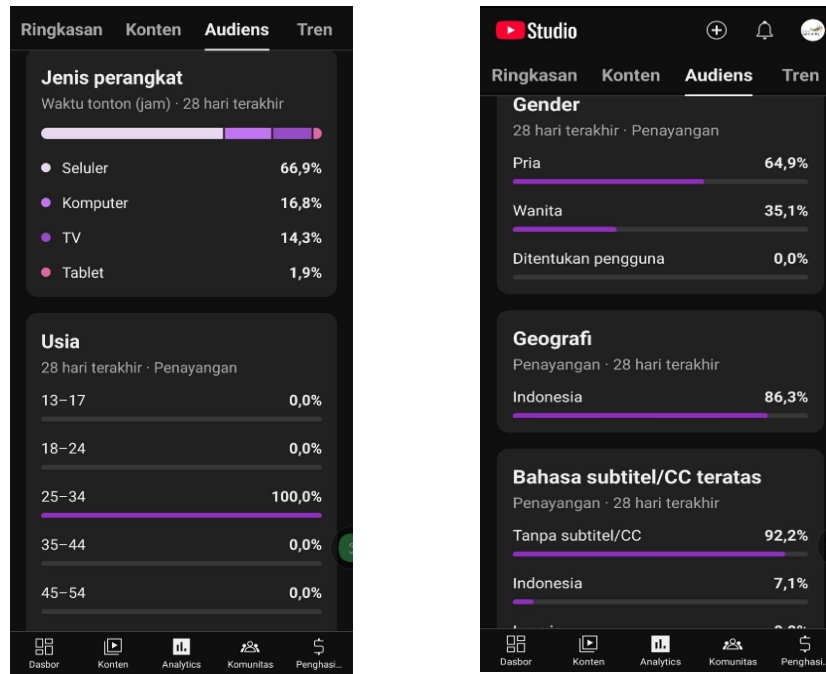 Ringkasan Konten Audiens Tren
Jenis perangkat
Waktu tonton (jam) · 28 hari terakhir
Seluler 66,9%
Komputer 16,8%
TV 14,3%
Tablet 1,9%
Usia
28 hari terakhir · Penayangan
13–17 0,0%
18–24 0,0%
25–34 100,0%
35–44 0,0%
45–54 0,0%
Dasbor Konten Analytics Komunitas Penghasi...
Studio
Ringkasan Konten Audiens Tren
Gender
28 hari terakhir · Penayangan
Pria 64,9%
Wanita 35,1%
Ditentukan pengguna 0,0%
Geografi
Penayangan · 28 hari terakhir
Indonesia 86,3%
Bahasa subtitel/CC teratas
Penayangan · 28 hari terakhir
Tanpa subtitel/CC 92,2%
Indonesia 7,1%
Dasbor Konten Analytics Komunitas Penghasi...